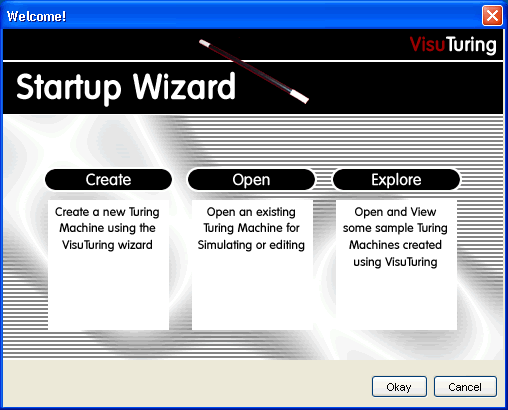 Welcome!
VisuTuring
Startup Wizard
Create
Open
Explore
Create a new Turing
Machine using the
VisuTuring wizard
Open an existing
Turing Machine for
Simulating or editing
Open and View
some sample Turing
Machines created
using VisuTuring
Okay
Cancel